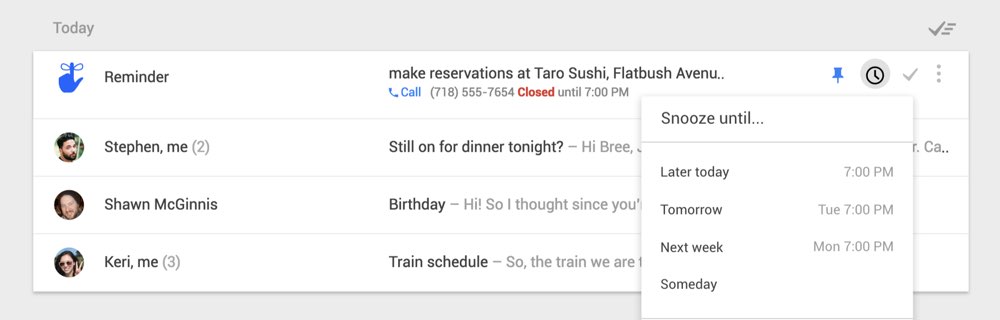 Today
Reminder
make reservations at Taro Sushi, Flatbush Avenu..
Call (718) 555-7654 Closed until 7:00 PM
Snooze until...
Stephen, me (2)
Still on for dinner tonight? – Hi Bree, J
r. Ca..
Later today 7:00 PM
Shawn McGinnis
Birthday – Hi! So I thought since you'
Tomorrow Tue 7:00 PM
Next week Mon 7:00 PM
Keri, me (3)
Train schedule – So, the train we are t
Someday